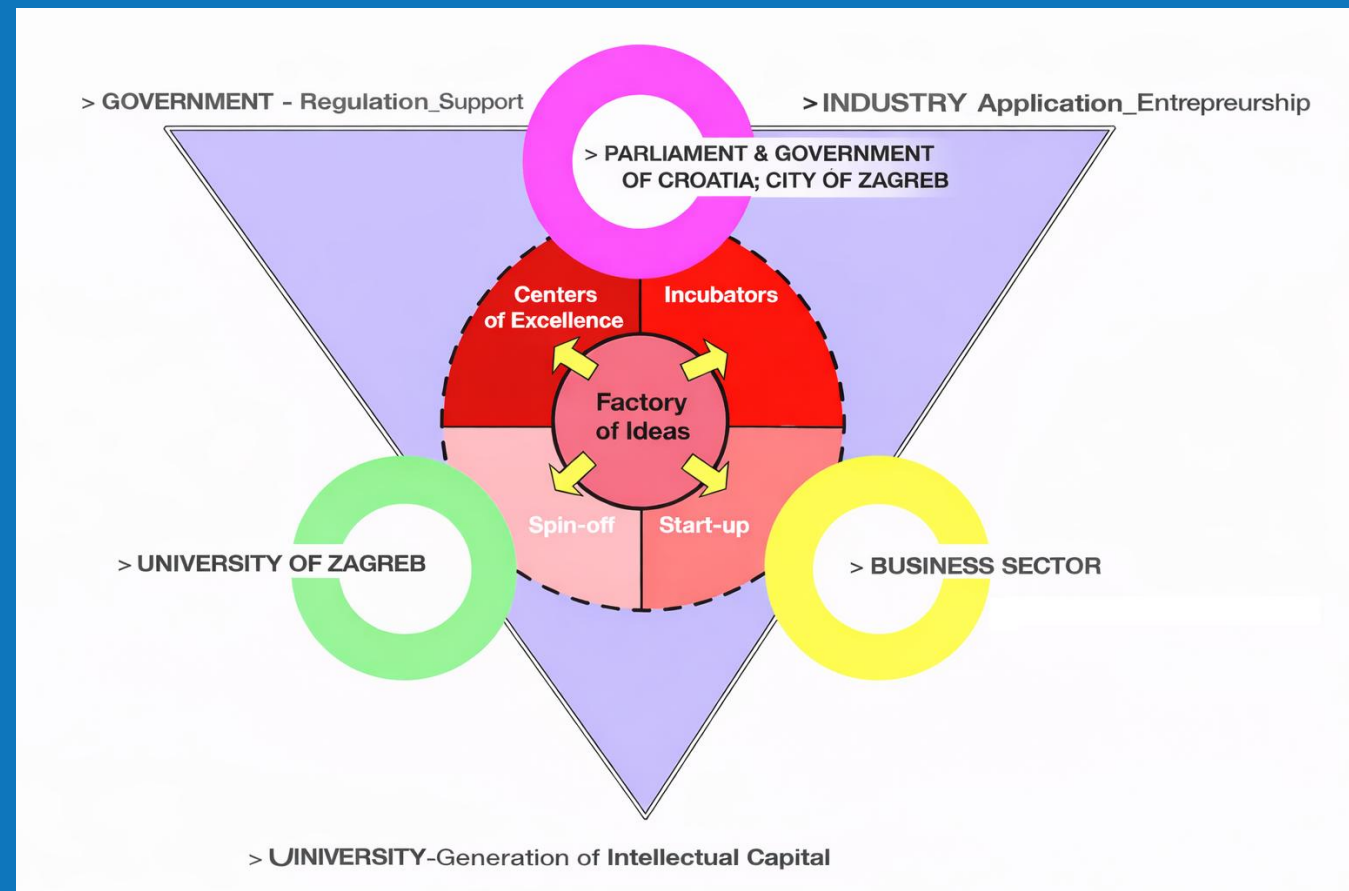 > GOVERNMENT - Regulation_Support
>INDUSTRY Application_Entrepreurship
> PARLIAMENT & GOVERNMENT
OF CROATIA; CITY OF ZAGREB
Centers
of Excellence
Incubators
Factory
of Ideas
Spin-off
Start-up
> UNIVERSITY OF ZAGREB
> BUSINESS SECTOR
> UINIVERSITY-Generation of Intellectual Capital